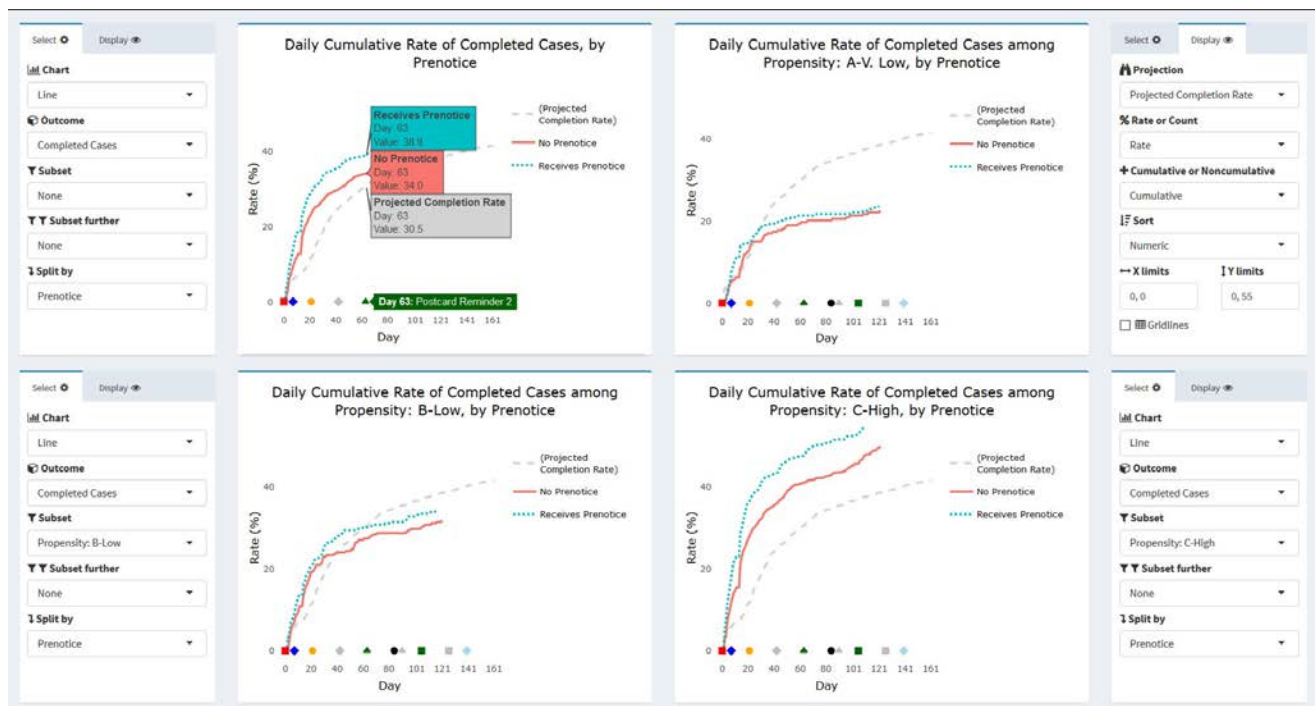 Select
Display
Chart
Line
Outcome
Completed Cases
Subset
None
Subset further
None
Split by
Prenotice
Daily Cumulative Rate of Completed Cases, by
Prenotice
Rate (%)
40
20
0
Receives Prenotice
Day: 63
Value: 38.9
No Prenotice
Day: 63
Value: 34.0
Projected Completion Rate
Day: 63
Value: 30.5
Day 63: Postcard Reminder 2
(Projected
Completion Rate)
No Prenotice
Receives Prenotice
0 20 40 60 80 101 121 141 161
Day
Daily Cumulative Rate of Completed Cases among
Propensity: A-V. Low, by Prenotice
Rate (%)
40
20
0
(Projected
Completion Rate)
No Prenotice
Receives Prenotice
0 20 40 60 80 101 121 141 161
Day
Select
Display
Projection
Projected Completion Rate
% Rate or Count
Rate
+ Cumulative or Noncumulative
Cumulative
Sort
Numeric
X limits Y limits
0, 0 0, 55
Gridlines
Select
Display
Chart
Line
Outcome
Completed Cases
Subset
Propensity: B-Low
Subset further
None
Split by
Prenotice
Daily Cumulative Rate of Completed Cases among
Propensity: B-Low, by Prenotice
Rate (%)
40
20
0
(Projected
Completion Rate)
No Prenotice
Receives Prenotice
0 20 40 60 80 101 121 141 161
Day
Daily Cumulative Rate of Completed Cases among
Propensity: C-High, by Prenotice
Rate (%)
40
20
0
(Projected
Completion Rate)
No Prenotice
Receives Prenotice
0 20 40 60 80 101 121 141 161
Day
Select
Display
Chart
Line
Outcome
Completed Cases
Subset
Propensity: C-High
Subset further
None
Split by
Prenotice